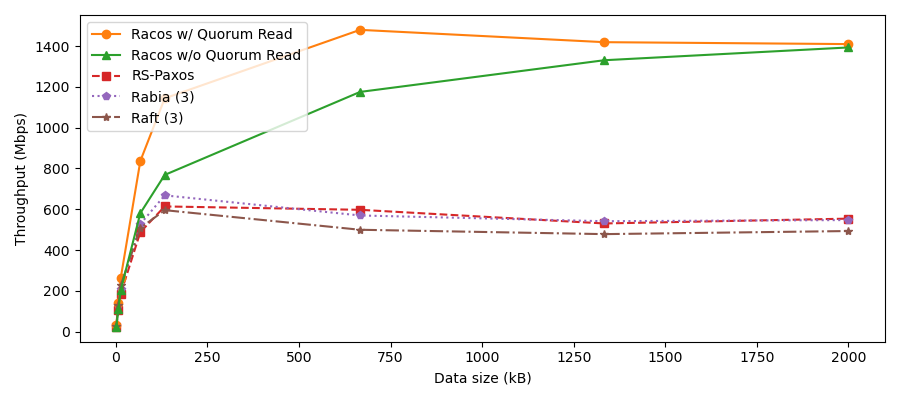 Racos w/ Quorum Read
Racos w/o Quorum Read
RS-Paxos
Rabia (3)
Raft (3)
Throughput (Mbps)
1400
1200
1000
800
600
400
200
0
0 250 500 750 1000 1250 1500 1750 2000
Data size (kB)